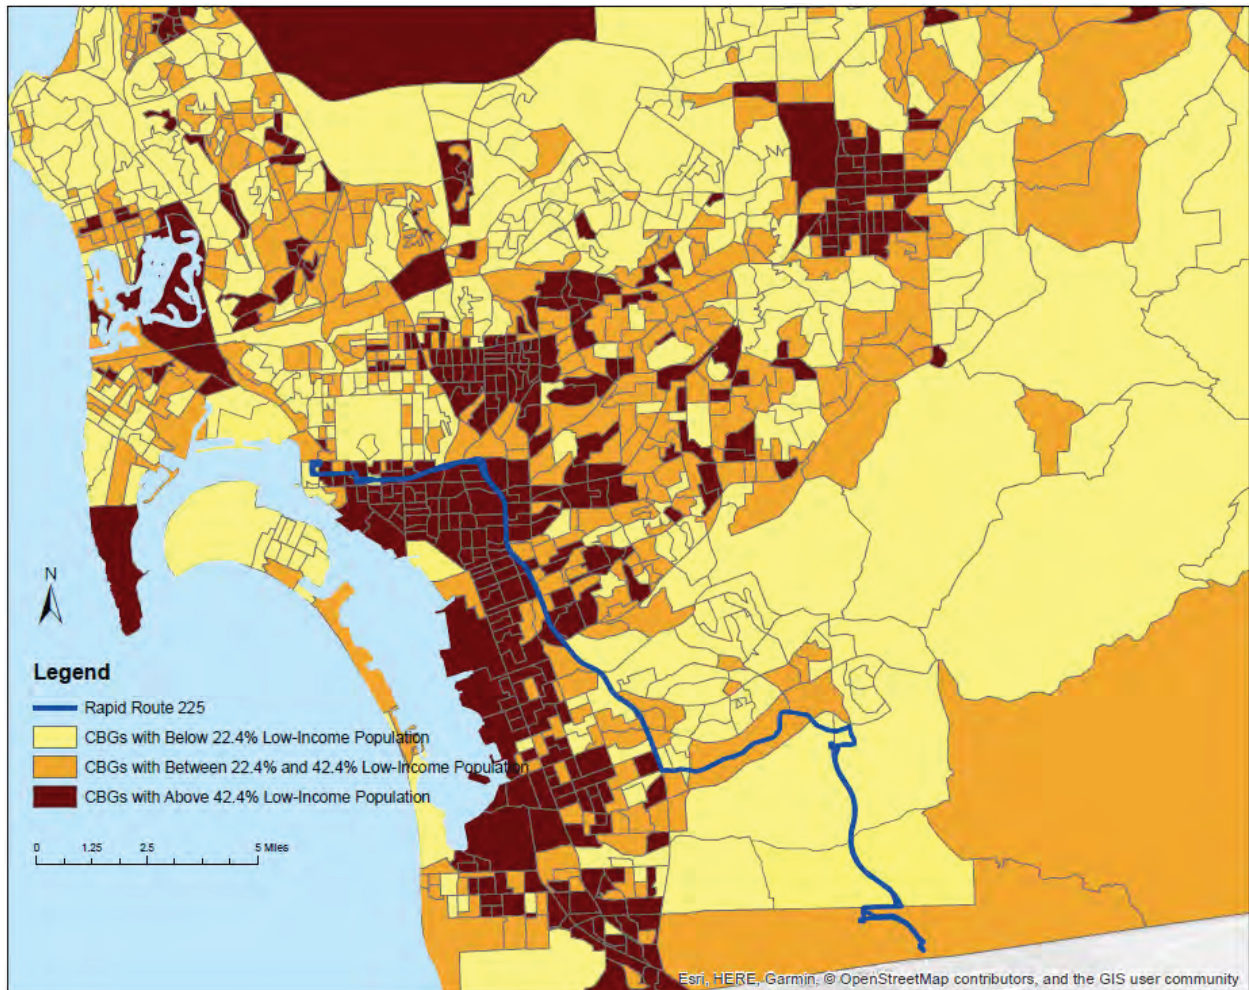 N
Legend
Rapid Route 225
CBGs with Below 22.4% Low-Income Population
CBGs with Between 22.4% and 42.4% Low-Income Population
CBGs with Above 42.4% Low-Income Population
0 1.25 2.5 5 Miles
Esri, HERE, Garmin, © OpenStreetMap contributors, and the GIS user community